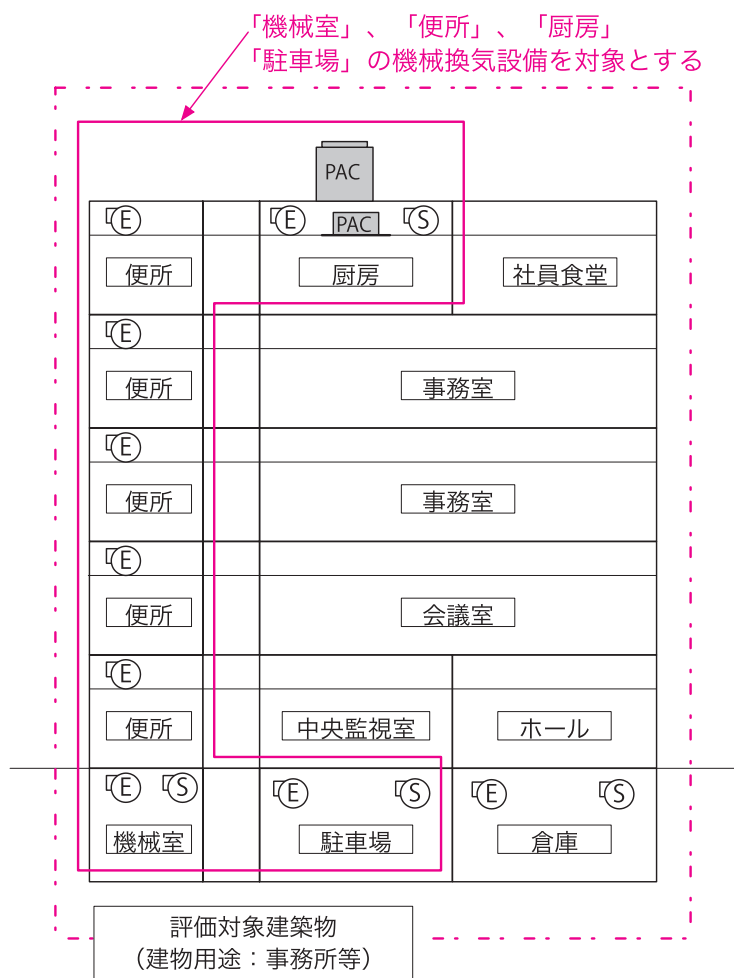 「機械室」、「便所」、「厨房」
「駐車場」の機械換気設備を対象とする
PAC
E
E
PAC
S
便所
厨房
社員食堂
E
便所
事務室
E
便所
事務室
E
便所
会議室
E
便所
中央監視室
ホール
E
S
E
S
E
S
機械室
駐車場
倉庫
評価対象建築物
（建物用途：事務所等）